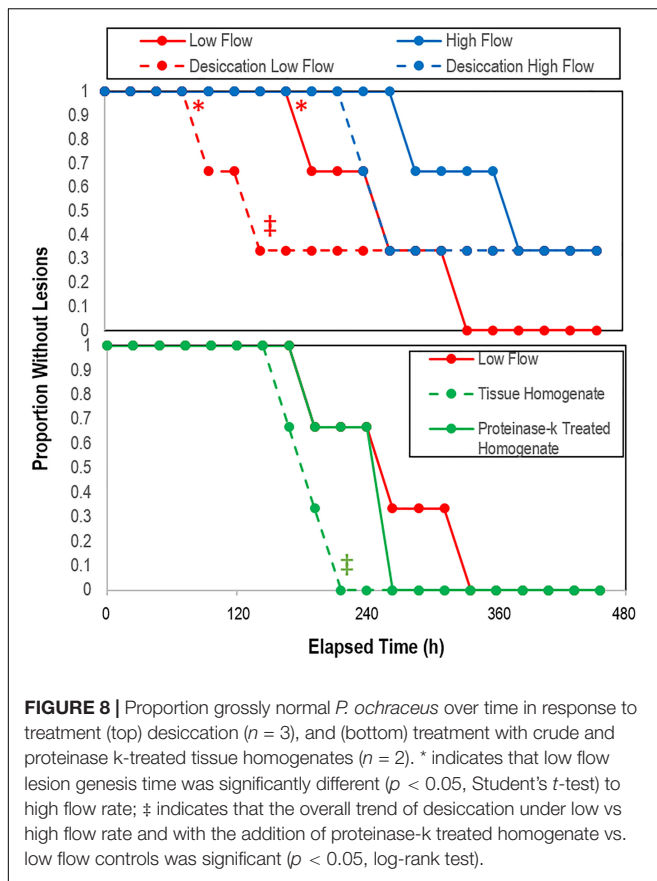 Low Flow
High Flow
Desiccation Low Flow
Desiccation High Flow
1
0.9
0.8
0.7
0.6
0.5
0.4
0.3
0.2
0.1
0
*
*
‡
Proportion Without Lesions
1
0.9
0.8
0.7
0.6
0.5
0.4
0.3
0.2
0.1
0
Low Flow
Tissue Homogenate
Proteinase-k Treated
Homogenate
‡
0 120 240 360 480
Elapsed Time (h)
FIGURE 8 | Proportion grossly normal P. ochraceus over time in response to
treatment (top) desiccation (n = 3), and (bottom) treatment with crude and
proteinase k-treated tissue homogenates (n = 2). * indicates that low flow
lesion genesis time was significantly different (p < 0.05, Student's t-test) to
high flow rate; ‡ indicates that the overall trend of desiccation under low vs
high flow rate and with the addition of proteinase-k treated homogenate vs.
low flow controls was significant (p < 0.05, log-rank test).